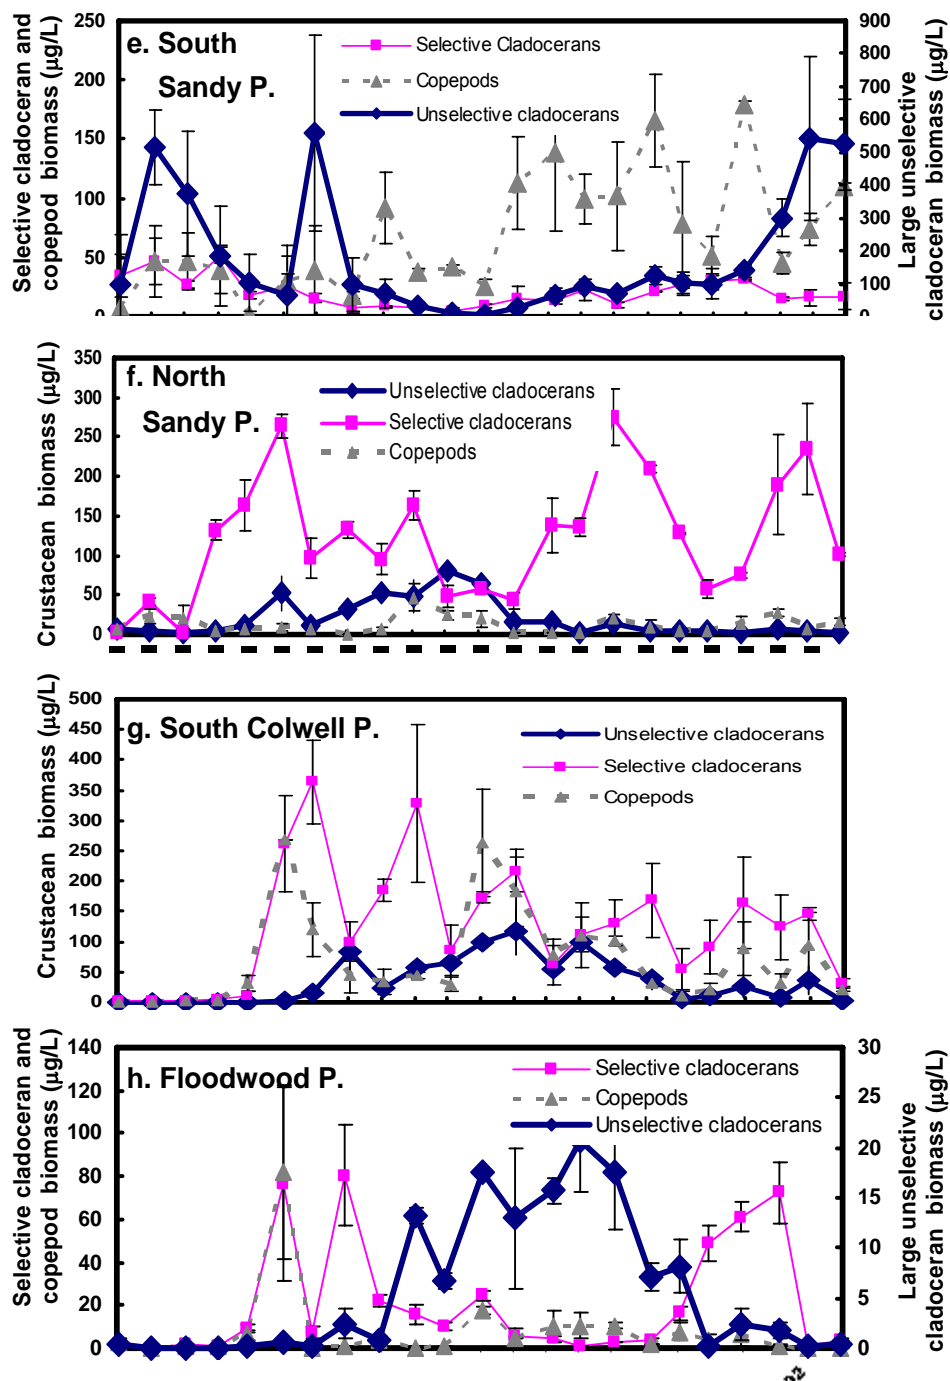 Selective cladoceran and
copepod biomass (µg/L)
250
200
150
100
50
0
e. South
Sandy P.
Selective Cladocerans
Copepods
Unselective cladocerans
900
800
700
600
500
400
300
200
100
0
Large unselective
cladoceran biomass (µg/L)
Crustacean biomass (µg/L)
350
300
250
200
150
100
50
0
f. North
Sandy P.
Unselective cladocerans
Selective cladocerans
Copepods
Crustacean biomass (µg/L)
500
450
400
350
300
250
200
150
100
50
0
g. South Colwell P.
Unselective cladocerans
Selective cladocerans
Copepods
Selective cladoceran and
copepod biomass (µg/L)
140
120
100
80
60
40
20
0
h. Floodwood P.
Selective cladocerans
Copepods
Unselective cladocerans
30
25
20
15
10
5
0
Large unselective
cladoceran biomass (µg/L)